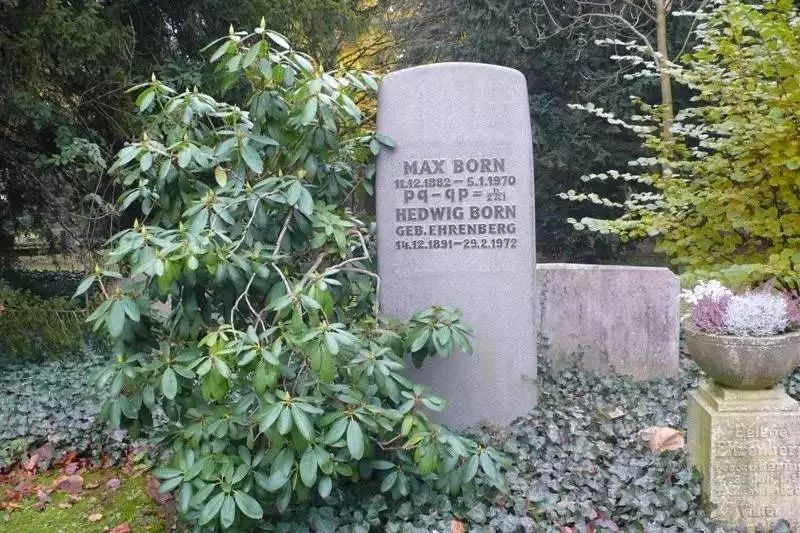 MAX BORN
11.12.1882 – 5.1.1970
pq - qp = h/2πi
HEDWIG BORN
GEB. EHRENBERG
14.12.1891 – 29.2.1972
Helene